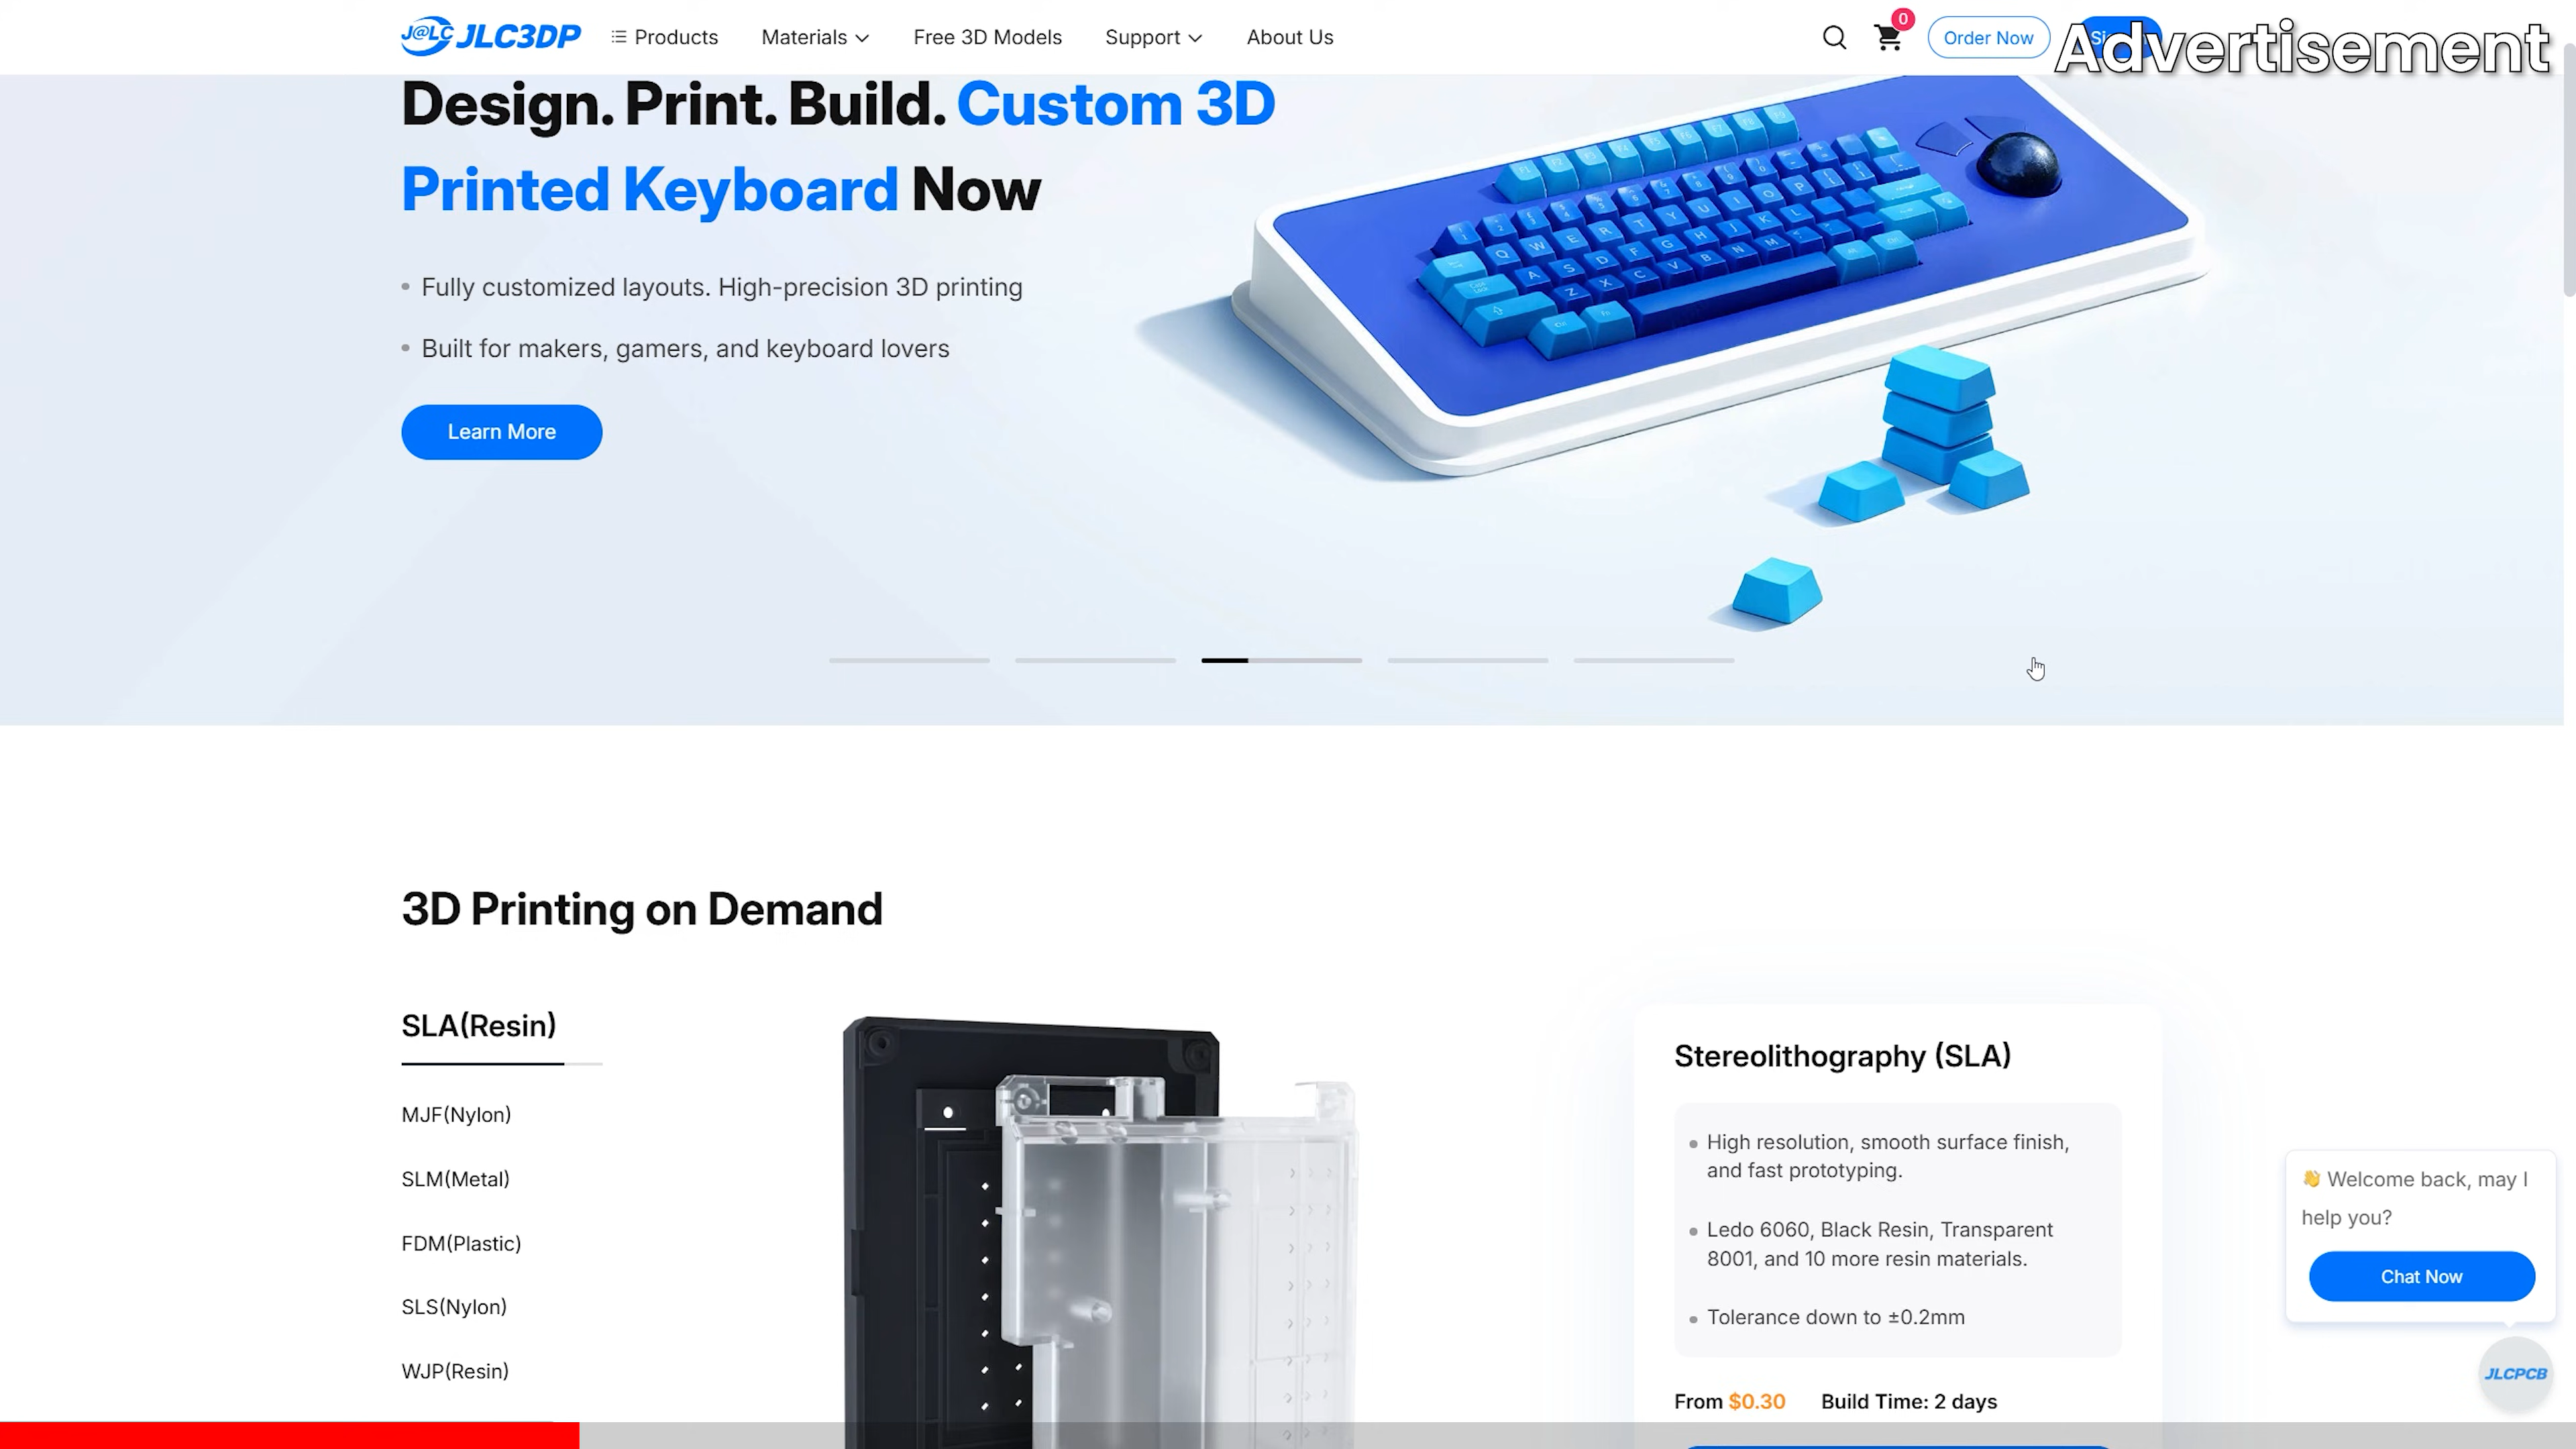 J@LC JLC3DP
Products
Materials
Free 3D Models
Support
About Us
0
Order Now
Advertisement
Design. Print. Build. Custom 3D
Printed Keyboard Now
Fully customized layouts. High-precision 3D printing
Built for makers, gamers, and keyboard lovers
Learn More
3D Printing on Demand
SLA(Resin)
MJF(Nylon)
SLM(Metal)
FDM(Plastic)
SLS(Nylon)
WJP(Resin)
Stereolithography (SLA)
High resolution, smooth surface finish,
and fast prototyping.
Ledo 6060, Black Resin, Transparent
8001, and 10 more resin materials.
Tolerance down to ±0.2mm
From $0.30 Build Time: 2 days
👋 Welcome back, may I
help you?
Chat Now
JLCPCB